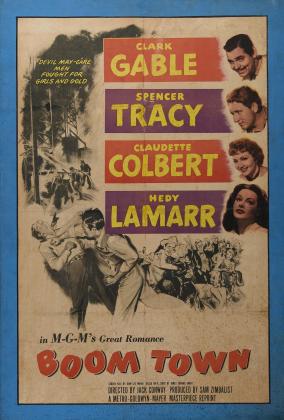 CLARK
GABLE
"DEVIL MAY-CARE
MEN
FOUGHT FOR
GIRLS AND GOLD
SPENCER
TRACY
CLAUDETTE
COLBERT
HEDY
LAMARR
in M-G-M's Great Romance
BOOM TOWN
DIRECTED BY JACK CONWAY PRODUCED BY SAM ZIMBALIST
A METRO-GOLDWYN-MAYER MASTERPIECE REPRINT